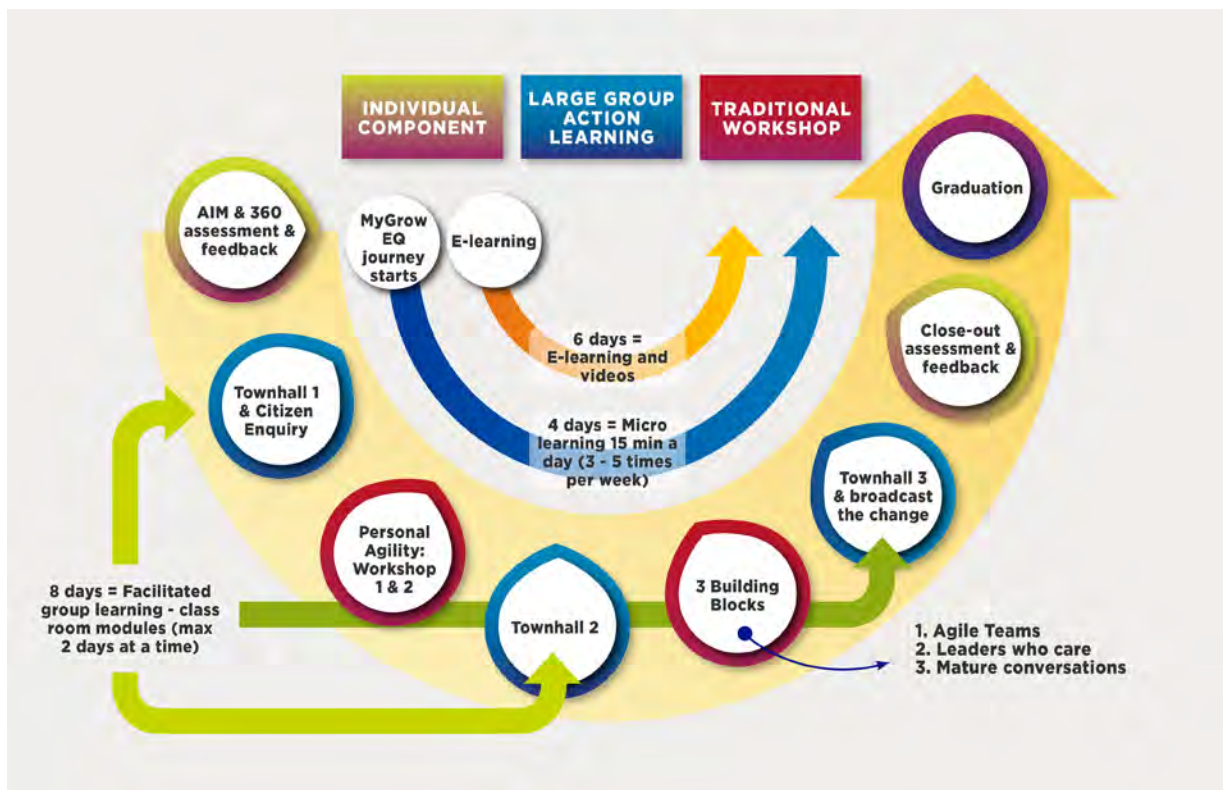 INDIVIDUAL
COMPONENT
LARGE GROUP
ACTION
LEARNING
TRADITIONAL
WORKSHOP
AIM & 360
assessment &
feedback
MyGrow
EQ
journey
starts
E-learning
Graduation
6 days =
E-learning and
videos
Close-out
assessment &
feedback
Townhall 1
& Citizen
Enquiry
4 days = Micro
learning 15 min a
day (3 - 5 times
per week)
Townhall 3
& broadcast
the change
Personal
Agility:
Workshop
1 & 2
8 days = Facilitated
group learning - class
room modules (max
2 days at a time)
Townhall 2
3 Building
Blocks
1. Agile Teams
2. Leaders who care
3. Mature conversations